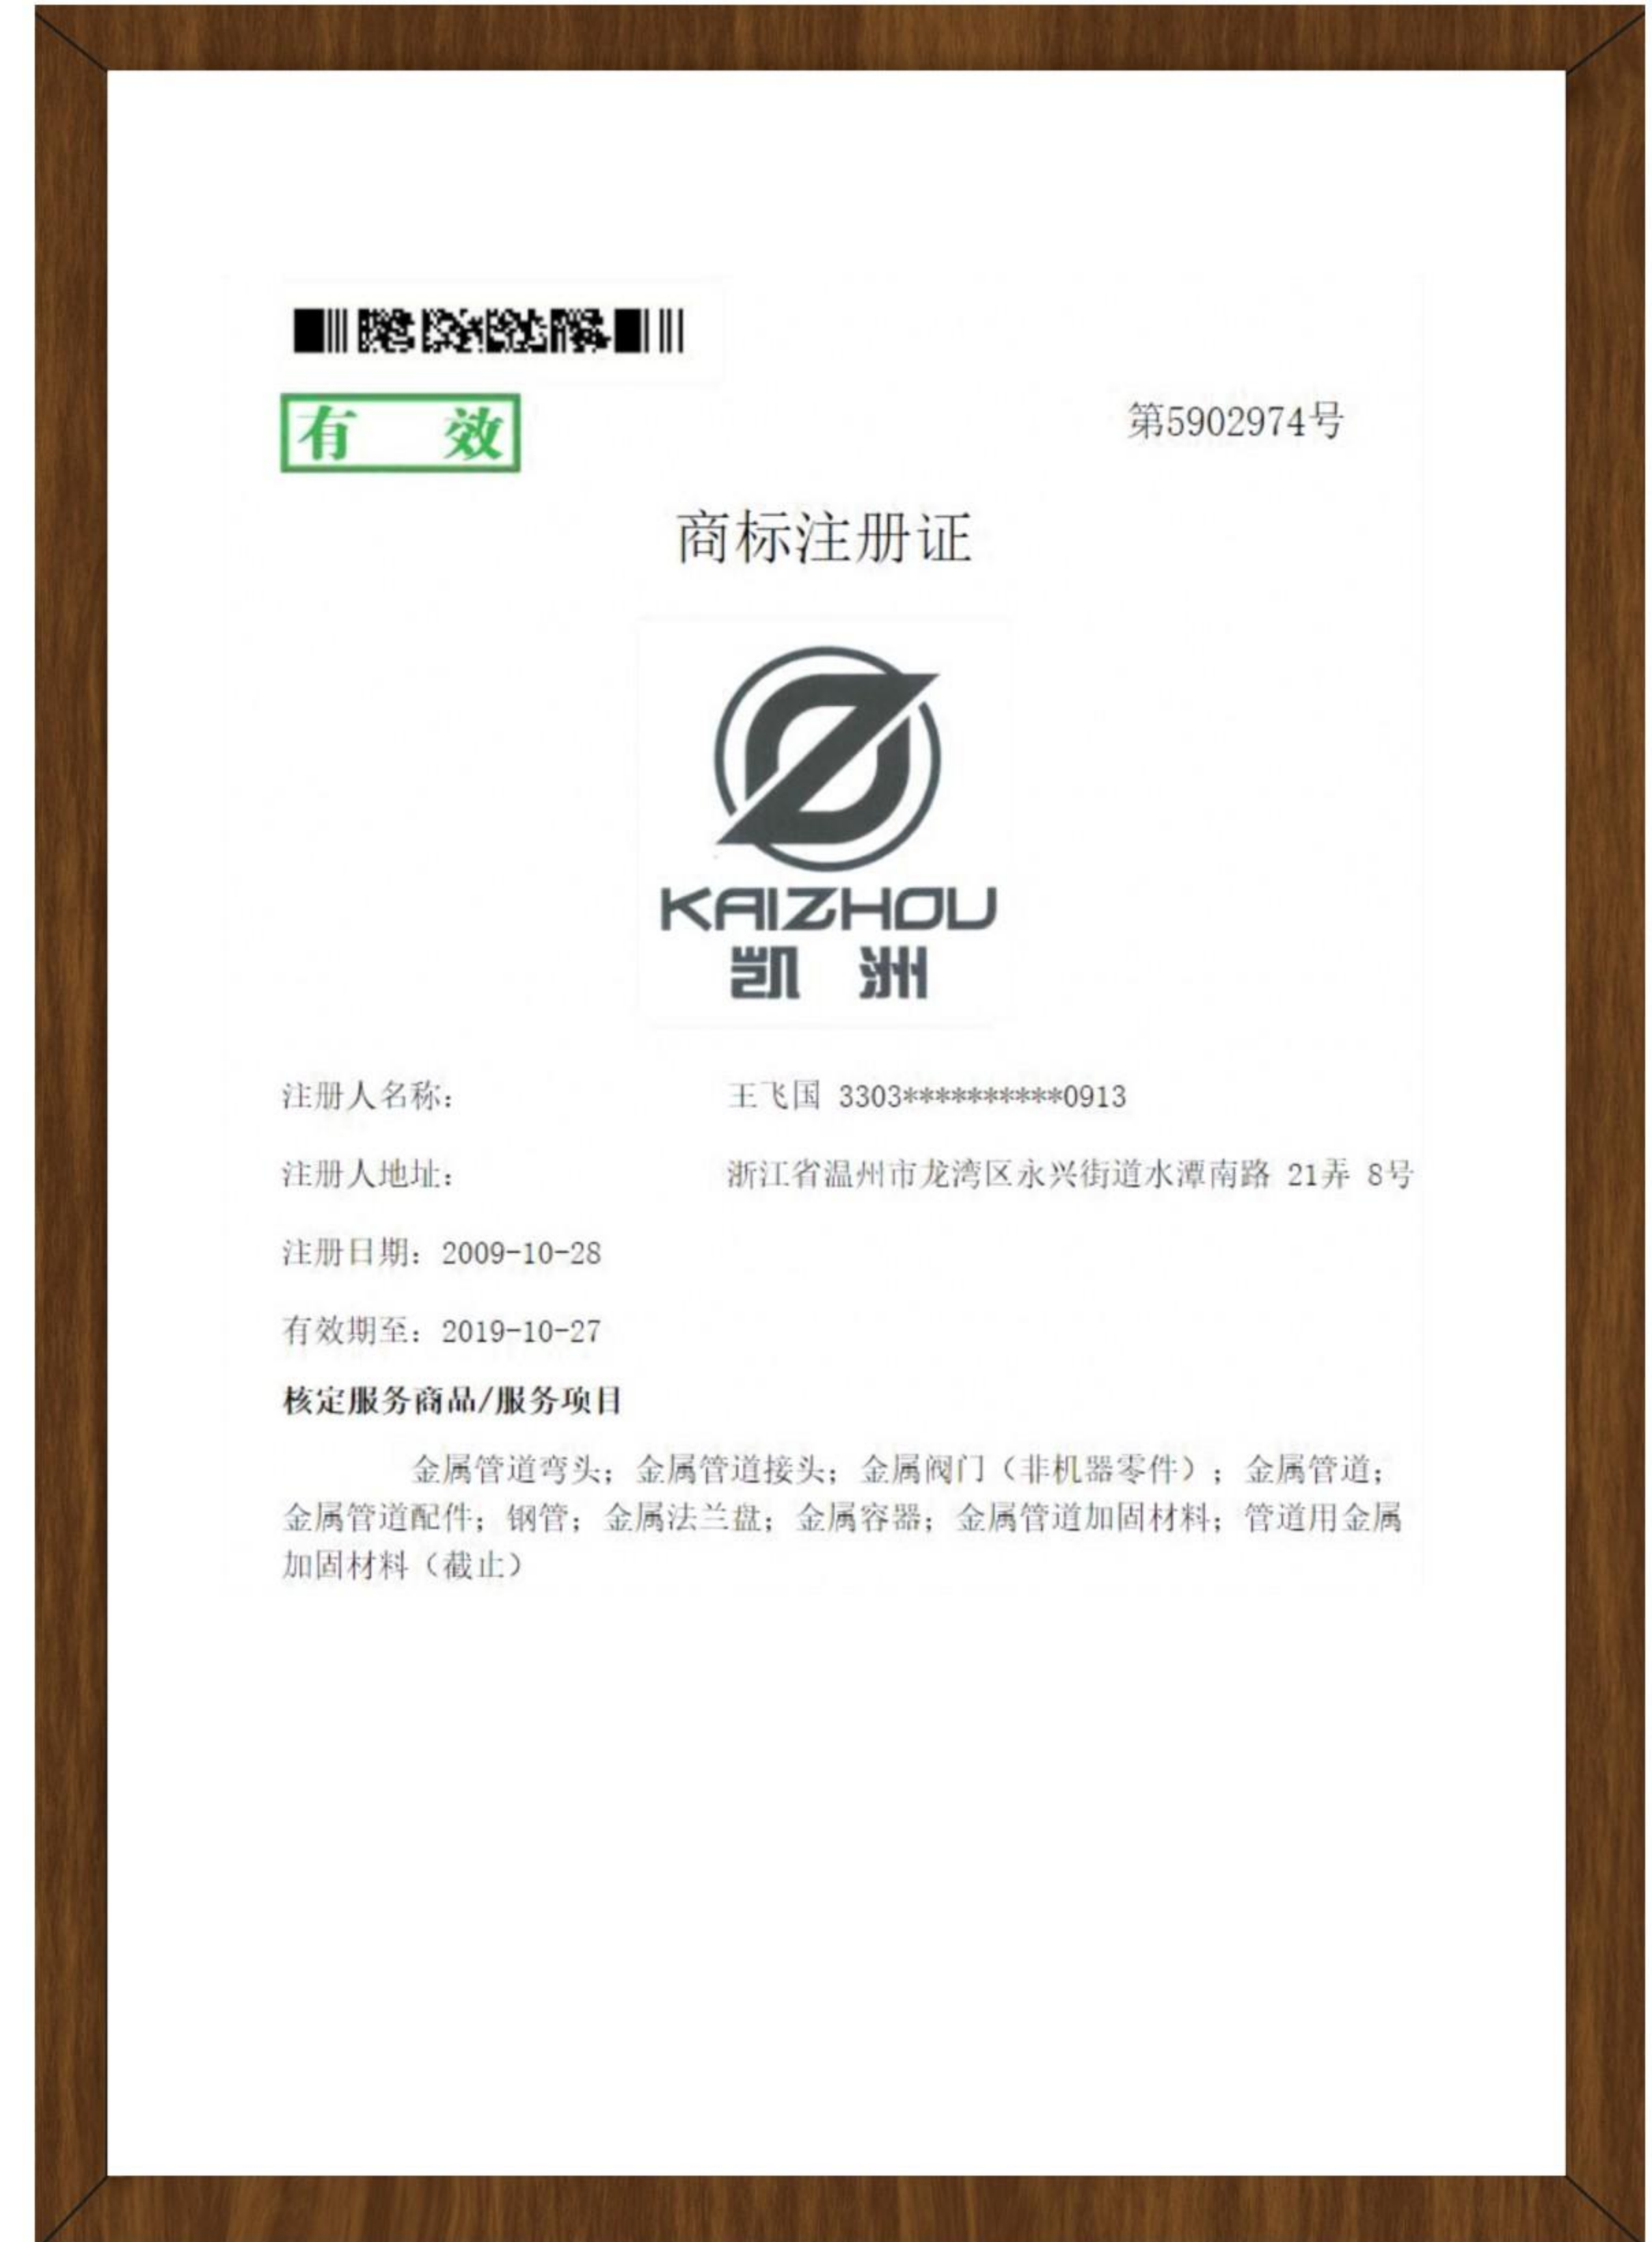 有 效
第5902974号
商标注册证
KAIZHOU
凯 洲
注册人名称： 王飞国 3303**********0913
注册人地址： 浙江省温州市龙湾区永兴街道水潭南路 21弄 8号
注册日期：2009-10-28
有效期至：2019-10-27
核定服务商品/服务项目
金属管道弯头；金属管道接头；金属阀门（非机器零件）；金属管道；
金属管道配件；钢管；金属法兰盘；金属容器；金属管道加固材料；管道用金属
加固材料（截止）